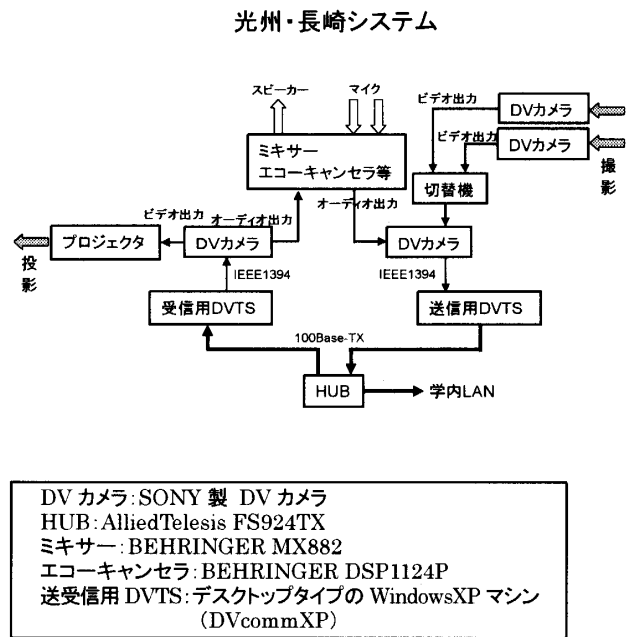 光州・長崎システム
スピーカー
マイク
ビデオ出力
DVカメラ
ビデオ出力
DVカメラ
撮影
ミキサー
エコーキャンセラ等
切替機
オーディオ出力
ビデオ出力
オーディオ出力
プロジェクタ
DVカメラ
DVカメラ
投影
IEEE1394
IEEE1394
受信用DVTS
送信用DVTS
100Base-TX
HUB
学内LAN
DV カメラ:SONY 製 DV カメラ
HUB:AlliedTelesis FS924TX
ミキサー:BEHRINGER MX882
エコーキャンセラ:BEHRINGER DSP1124P
送受信用 DVTS:デスクトップタイプの WindowsXP マシン
(DVcommXP)